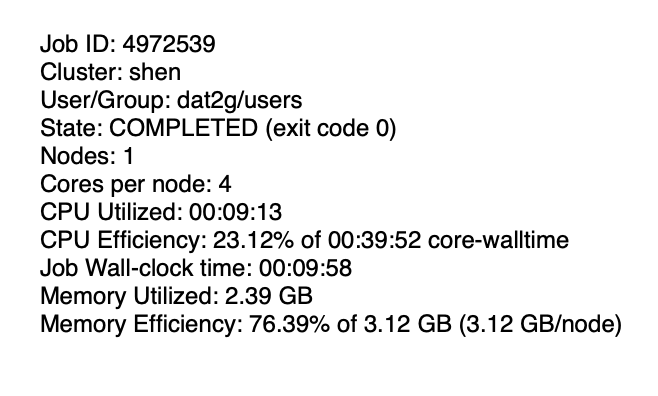 Job ID: 4972539
Cluster: shen
User/Group: dat2g/users
State: COMPLETED (exit code 0)
Nodes: 1
Cores per node: 4
CPU Utilized: 00:09:13
CPU Efficiency: 23.12% of 00:39:52 core-walltime
Job Wall-clock time: 00:09:58
Memory Utilized: 2.39 GB
Memory Efficiency: 76.39% of 3.12 GB (3.12 GB/node)